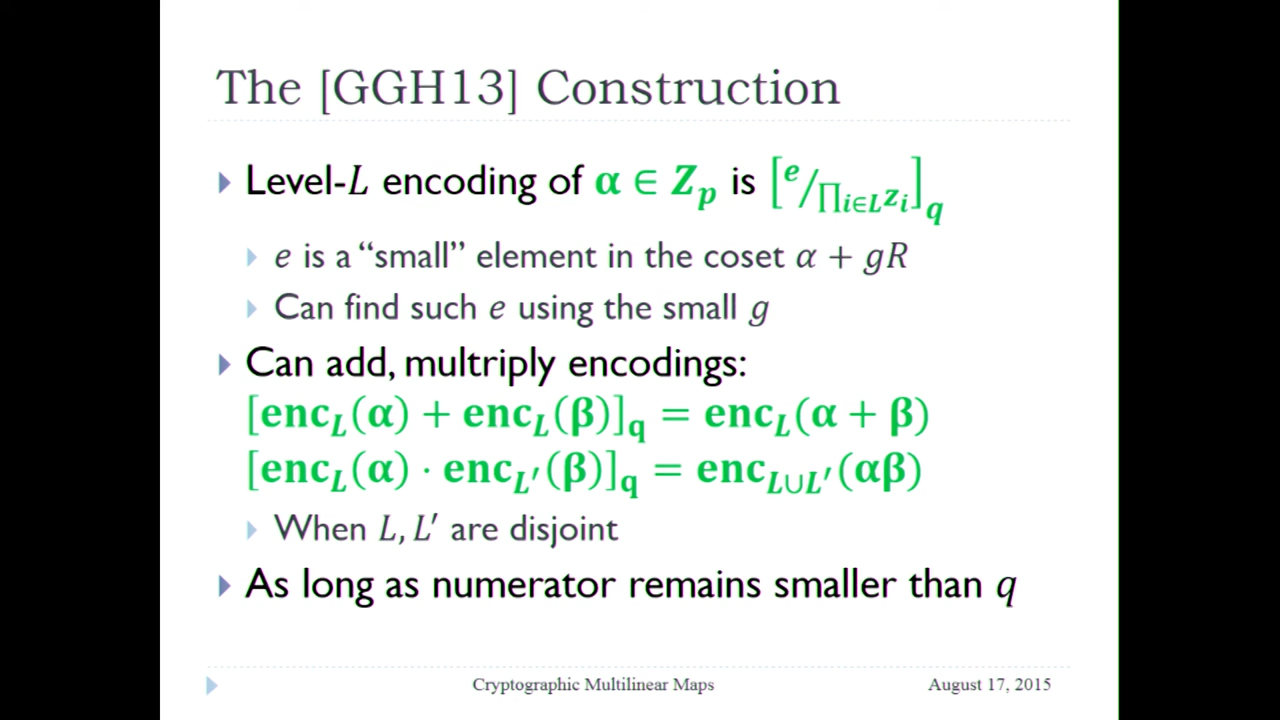 The [GGH13] Construction
Level-L encoding of α ∈ Z_p is [e/∏_{i∈L} z_i]_q
e is a “small” element in the coset α + gR
Can find such e using the small g
Can add, multriply encodings:
[enc_L(α) + enc_L(β)]_q = enc_L(α + β)
[enc_L(α) · enc_{L′}(β)]_q = enc_{L∪L′}(αβ)
When L, L′ are disjoint
As long as numerator remains smaller than q
Cryptographic Multilinear Maps August 17, 2015